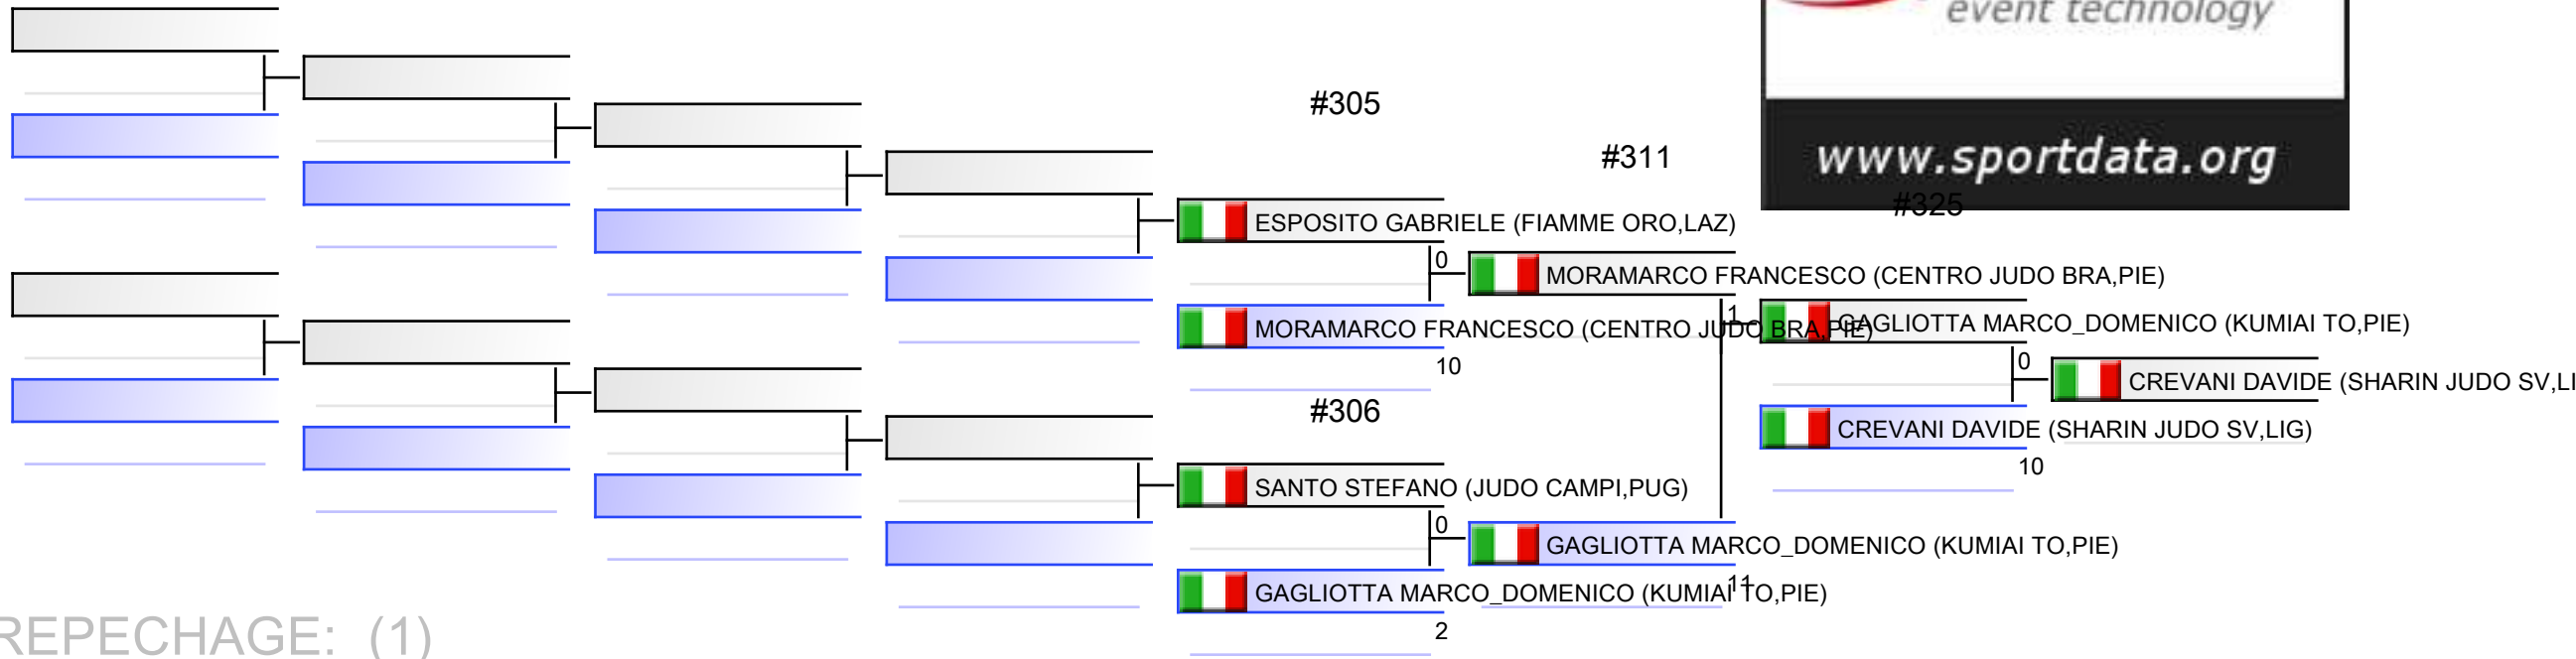 event technology
www.sportdata.org
#305
#311
#325
ESPOSITO GABRIELE (FIAMME ORO,LAZ)
0
MORAMARCO FRANCESCO (CENTRO JUDO BRA,PIE)
MORAMARCO FRANCESCO (CENTRO JUDO BRA,PIE)
10
1
GAGLIOTTA MARCO_DOMENICO (KUMIAI TO,PIE)
0
CREVANI DAVIDE (SHARIN JUDO SV,LI
CREVANI DAVIDE (SHARIN JUDO SV,LIG)
10
#306
SANTO STEFANO (JUDO CAMPI,PUG)
0
GAGLIOTTA MARCO_DOMENICO (KUMIAI TO,PIE)
11
GAGLIOTTA MARCO_DOMENICO (KUMIAI TO,PIE)
2
REPECHAGE: (1)